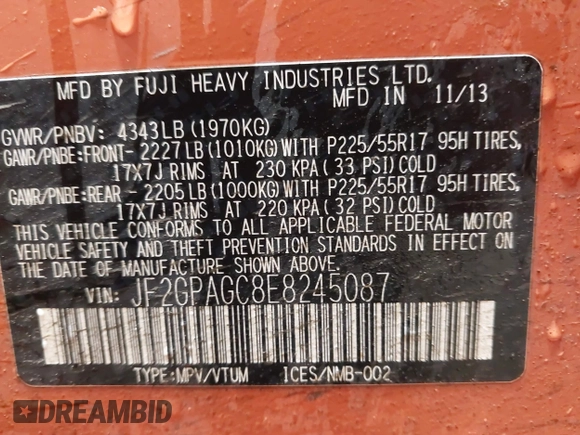 MFD BY FUJI HEAVY INDUSTRIES LTD.
MFD IN 11/13
GVWR/PNBV: 4343LB (1970KG)
GAWR/PNBE:FRONT- 2227LB(1010KG)WITH P225/55R17 95H TIRES,
17X7J RIMS AT 230 KPA( 33 PSI)COLD
GAWR/PNBE:REAR - 2205LB(1000KG)WITH P225/55R17 95H TIRES,
17X7J RIMS AT 220 KPA( 32 PSI)COLD
THIS VEHICLE CONFORMS TO ALL APPLICABLE FEDERAL MOTOR
VEHICLE SAFETY AND THEFT PREVENTION STANDARDS IN EFFECT ON
THE DATE OF MANUFACTURE SHOWN ABOVE.
VIN: JF2GPAGC8E8245087
TYPE:MPV/VTUM ICES/NMB-002
DREAMBID